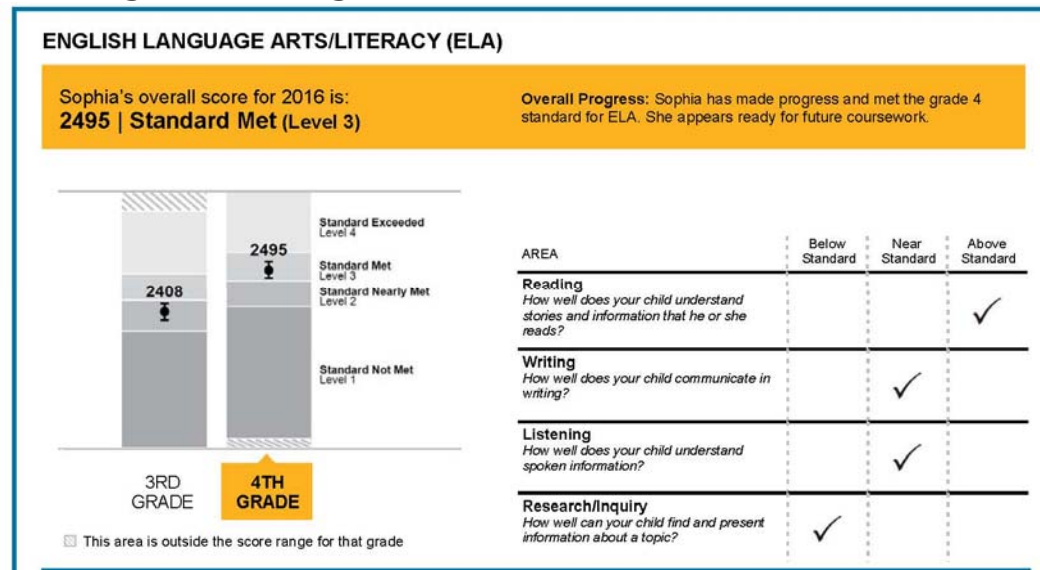 ENGLISH LANGUAGE ARTS/LITERACY (ELA)
Sophia's overall score for 2016 is:
2495 | Standard Met (Level 3)
Overall Progress: Sophia has made progress and met the grade 4
standard for ELA. She appears ready for future coursework.
Standard Exceeded
Level 4
2495
Standard Met
Level 3
2408
Standard Nearly Met
Level 2
Standard Not Met
Level 1
3RD
GRADE
4TH
GRADE
This area is outside the score range for that grade
AREA
Below
Standard
Near
Standard
Above
Standard
Reading
How well does your child understand
stories and information that he or she
reads?
Writing
How well does your child communicate in
writing?
Listening
How well does your child understand
spoken information?
Research/Inquiry
How well can your child find and present
information about a topic?